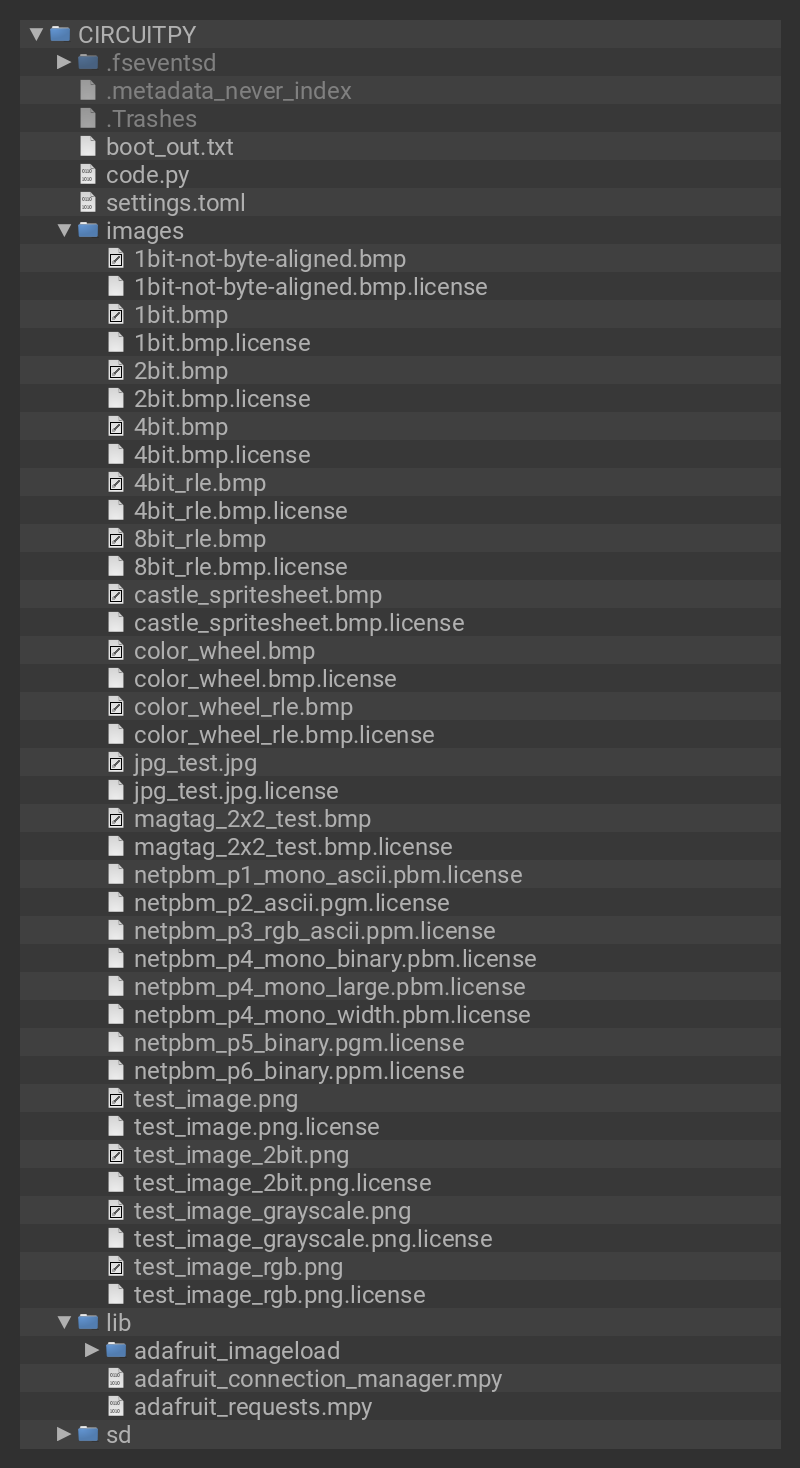 CIRCUITPY
.fseventsd
.metadata_never_index
.Trashes
boot_out.txt
code.py
settings.toml
images
1bit-not-byte-aligned.bmp
1bit-not-byte-aligned.bmp.license
1bit.bmp
1bit.bmp.license
2bit.bmp
2bit.bmp.license
4bit.bmp
4bit.bmp.license
4bit_rle.bmp
4bit_rle.bmp.license
8bit_rle.bmp
8bit_rle.bmp.license
castle_spritesheet.bmp
castle_spritesheet.bmp.license
color_wheel.bmp
color_wheel.bmp.license
color_wheel_rle.bmp
color_wheel_rle.bmp.license
jpg_test.jpg
jpg_test.jpg.license
magtag_2x2_test.bmp
magtag_2x2_test.bmp.license
netpbm_p1_mono_ascii.pbm.license
netpbm_p2_ascii.pgm.license
netpbm_p3_rgb_ascii.ppm.license
netpbm_p4_mono_binary.pbm.license
netpbm_p4_mono_large.pbm.license
netpbm_p4_mono_width.pbm.license
netpbm_p5_binary.pgm.license
netpbm_p6_binary.ppm.license
test_image.png
test_image.png.license
test_image_2bit.png
test_image_2bit.png.license
test_image_grayscale.png
test_image_grayscale.png.license
test_image_rgb.png
test_image_rgb.png.license
lib
adafruit_imageload
adafruit_connection_manager.mpy
adafruit_requests.mpy
sd